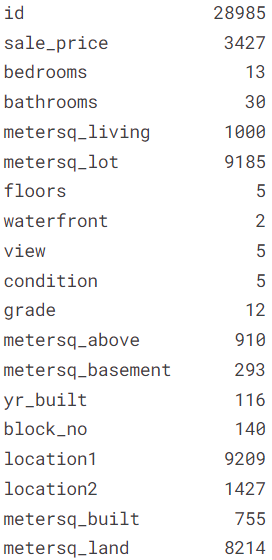 id 28985
sale_price 3427
bedrooms 13
bathrooms 30
metersq_living 1000
metersq_lot 9185
floors 5
waterfront 2
view 5
condition 5
grade 12
metersq_above 910
metersq_basement 293
yr_built 116
block_no 140
location1 9209
location2 1427
metersq_built 755
metersq_land 8214